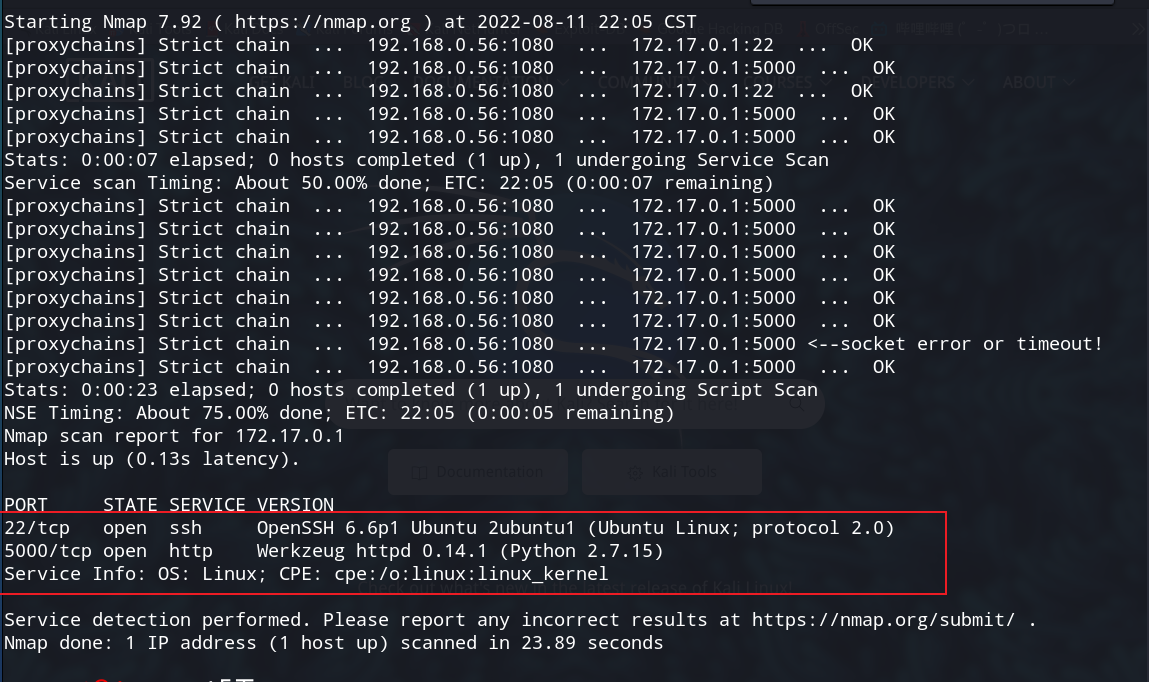 Starting Nmap 7.92 ( https://nmap.org ) at 2022-08-11 22:05 CST
[proxychains] Strict chain  ...  192.168.0.56:1080  ...  172.17.0.1:22  ...  OK
[proxychains] Strict chain  ...  192.168.0.56:1080  ...  172.17.0.1:5000  ...  OK
[proxychains] Strict chain  ...  192.168.0.56:1080  ...  172.17.0.1:22  ...  OK
[proxychains] Strict chain  ...  192.168.0.56:1080  ...  172.17.0.1:5000  ...  OK
[proxychains] Strict chain  ...  192.168.0.56:1080  ...  172.17.0.1:5000  ...  OK
Stats: 0:00:07 elapsed; 0 hosts completed (1 up), 1 undergoing Service Scan
Service scan Timing: About 50.00% done; ETC: 22:05 (0:00:07 remaining)
[proxychains] Strict chain  ...  192.168.0.56:1080  ...  172.17.0.1:5000  ...  OK
[proxychains] Strict chain  ...  192.168.0.56:1080  ...  172.17.0.1:5000  ...  OK
[proxychains] Strict chain  ...  192.168.0.56:1080  ...  172.17.0.1:5000  ...  OK
[proxychains] Strict chain  ...  192.168.0.56:1080  ...  172.17.0.1:5000  ...  OK
[proxychains] Strict chain  ...  192.168.0.56:1080  ...  172.17.0.1:5000  ...  OK
[proxychains] Strict chain  ...  192.168.0.56:1080  ...  172.17.0.1:5000  ...  OK
[proxychains] Strict chain  ...  192.168.0.56:1080  ...  172.17.0.1:5000 <--socket error or timeout!
[proxychains] Strict chain  ...  192.168.0.56:1080  ...  172.17.0.1:5000  ...  OK
Stats: 0:00:23 elapsed; 0 hosts completed (1 up), 1 undergoing Script Scan
NSE Timing: About 75.00% done; ETC: 22:05 (0:00:05 remaining)
Nmap scan report for 172.17.0.1
Host is up (0.13s latency).
Documentation
Kali Tools
PORT     STATE SERVICE VERSION
22/tcp   open  ssh     OpenSSH 6.6p1 Ubuntu 2ubuntu1 (Ubuntu Linux; protocol 2.0)
5000/tcp open  http    Werkzeug httpd 0.14.1 (Python 2.7.15)
Service Info: OS: Linux; CPE: cpe:/o:linux:linux_kernel
Check out what's new in the latest release of Kali Linux!
Service detection performed. Please report any incorrect results at https://nmap.org/submit/ .
Nmap done: 1 IP address (1 host up) scanned in 23.89 seconds